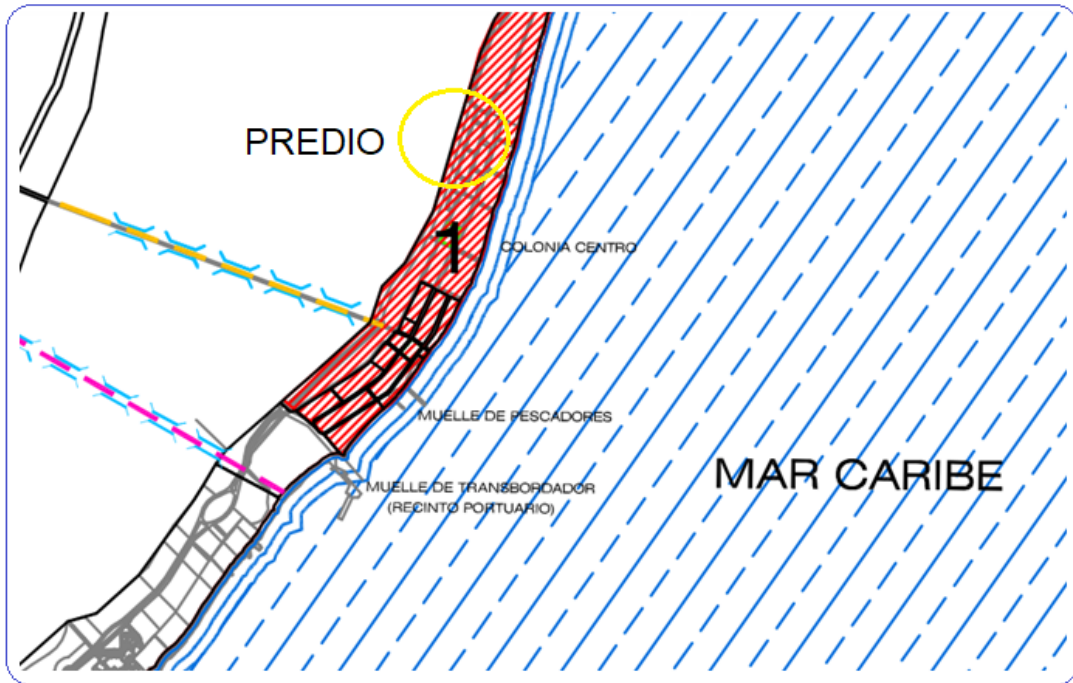 PREDIO
1
COLONIA CENTRO
MUELLE DE PESCADORES
MUELLE DE TRANSBORDADOR
(RECINTO PORTUARIO)
MAR CARIBE